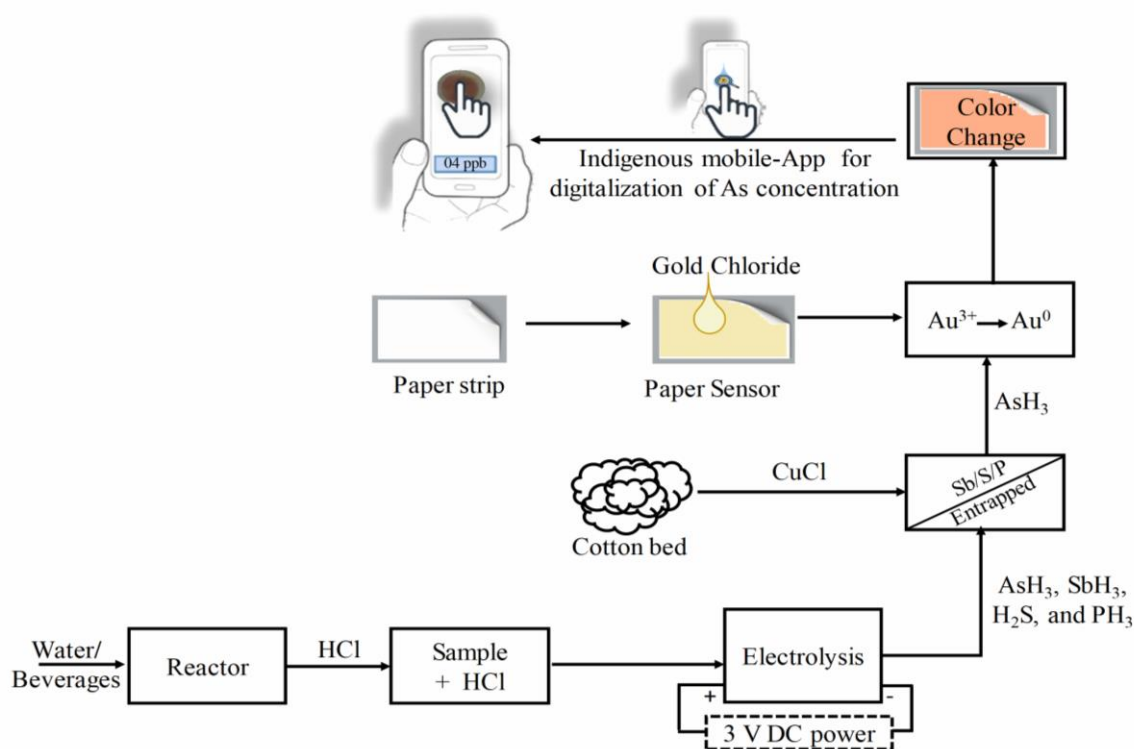 04 ppb
Color
Change
Indigenous mobile-App for
digitalization of As concentration
Gold Chloride
Paper strip
Paper Sensor
Au³⁺ → Au⁰
AsH₃
CuCl
Sb/S/P
Entrapped
Cotton bed
AsH₃, SbH₃,
H₂S, and PH₃
Water/
Beverages
Reactor
HCl
Sample
+ HCl
Electrolysis
+ -
3 V DC power